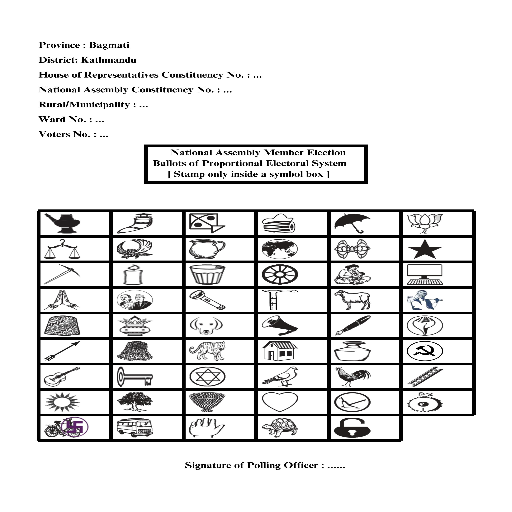 Province : Bagmati
District: Kathmandu
House of Representatives Constituency No. : ...
National Assembly Constituency No. : ...
Rural/Municipality : ...
Ward No. : ...
Voters No. : ...
National Assembly Member Election
Ballots of Proportional Electoral System
[ Stamp only inside a symbol box ]
Signature of Polling Officer : ......